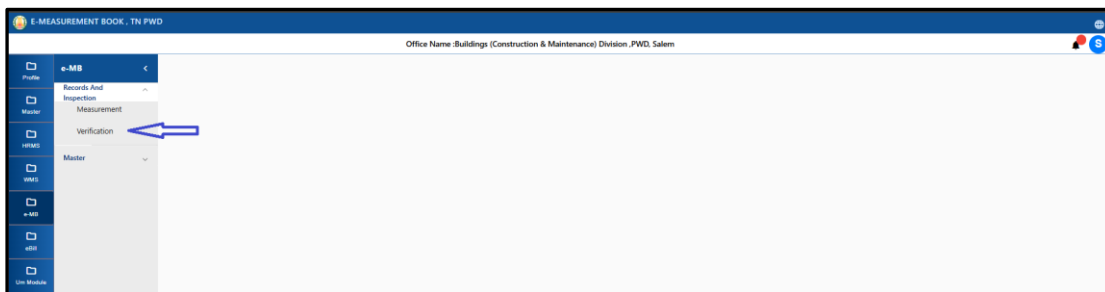 E-MEASUREMENT BOOK , TN PWD
Office Name :Buildings (Construction & Maintenance) Division ,PWD, Salem
S
Profile
Master
HRMS
WMS
e-MB
eBill
Um Module
e-MB
Records And
Inspection
Measurement
Verification
Master